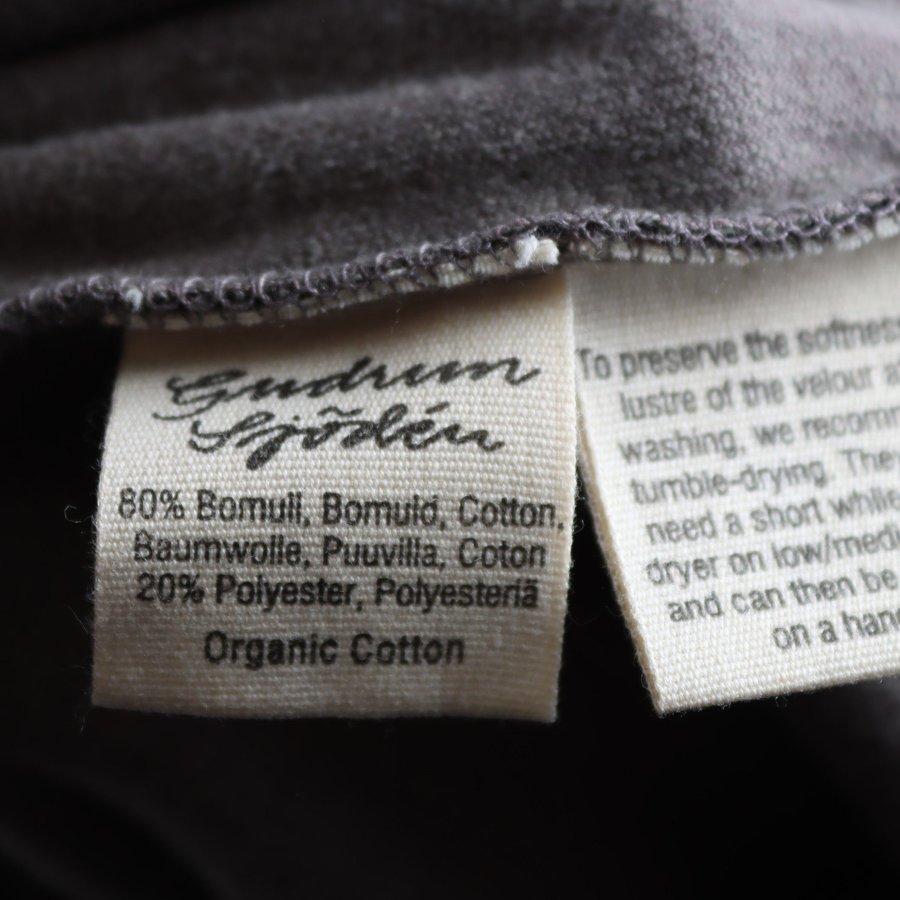 Gudrun
Sjödén
80% Bomull, Bomuld, Cotton,
Baumwolle, Puuvilla, Coton
20% Polyester, Polyesteriä
Organic Cotton
To preserve the softness
lustre of the velour
washing, we recomm
tumble-drying. The
need a short while
dryer on low/medi
and can then be
on a hang